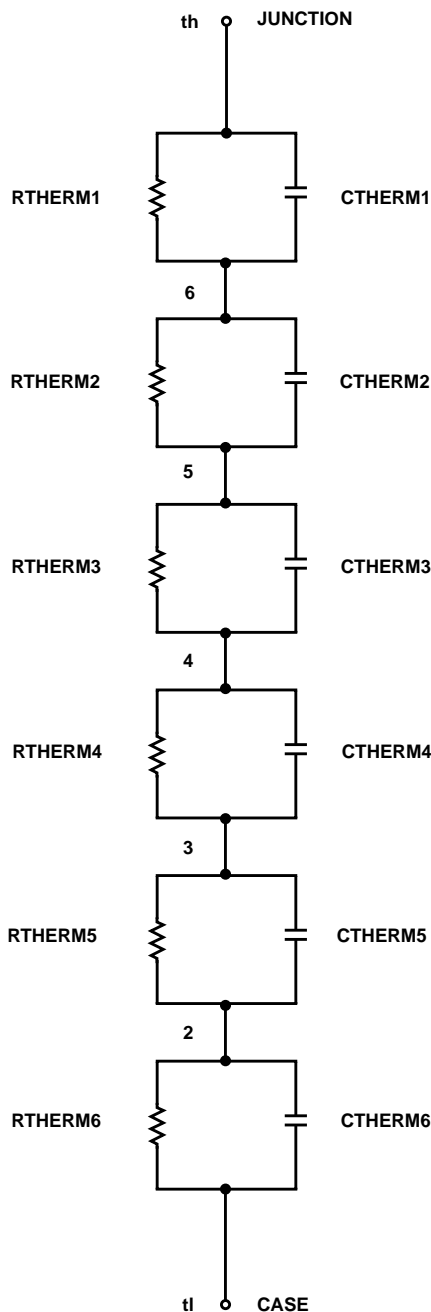 th JUNCTION
RTHERM1 CTHERM1
6
RTHERM2 CTHERM2
5
RTHERM3 CTHERM3
4
RTHERM4 CTHERM4
3
RTHERM5 CTHERM5
2
RTHERM6 CTHERM6
tl CASE